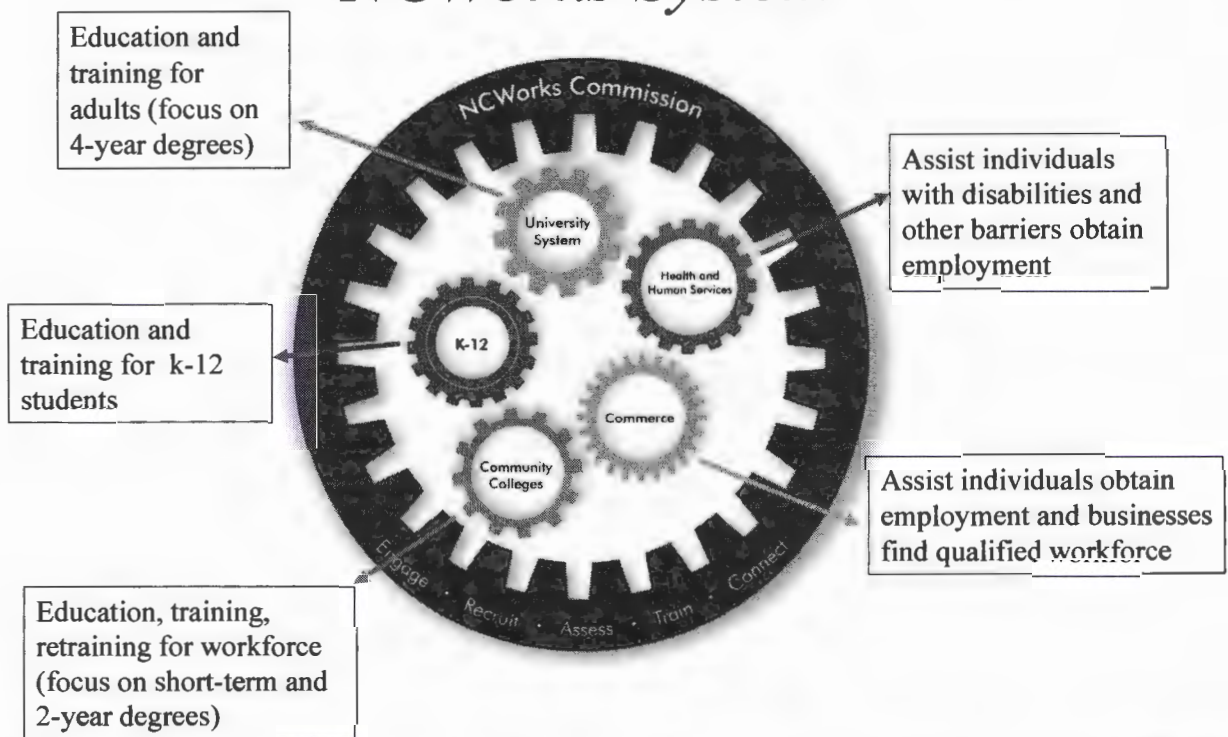 NCWorks System
Education and
training for
adults (focus on
4-year degrees)
NCWorks Commission
Assist individuals
with disabilities and
other barriers obtain
employment
University
System
Health and
Human Services
Education and
training for k-12
students
K-12
Commerce
Community
Colleges
Assist individuals obtain
employment and businesses
find qualified workforce
Engage · Recruit · Assess · Train · Connect
Education, training,
retraining for workforce
(focus on short-term and
2-year degrees)